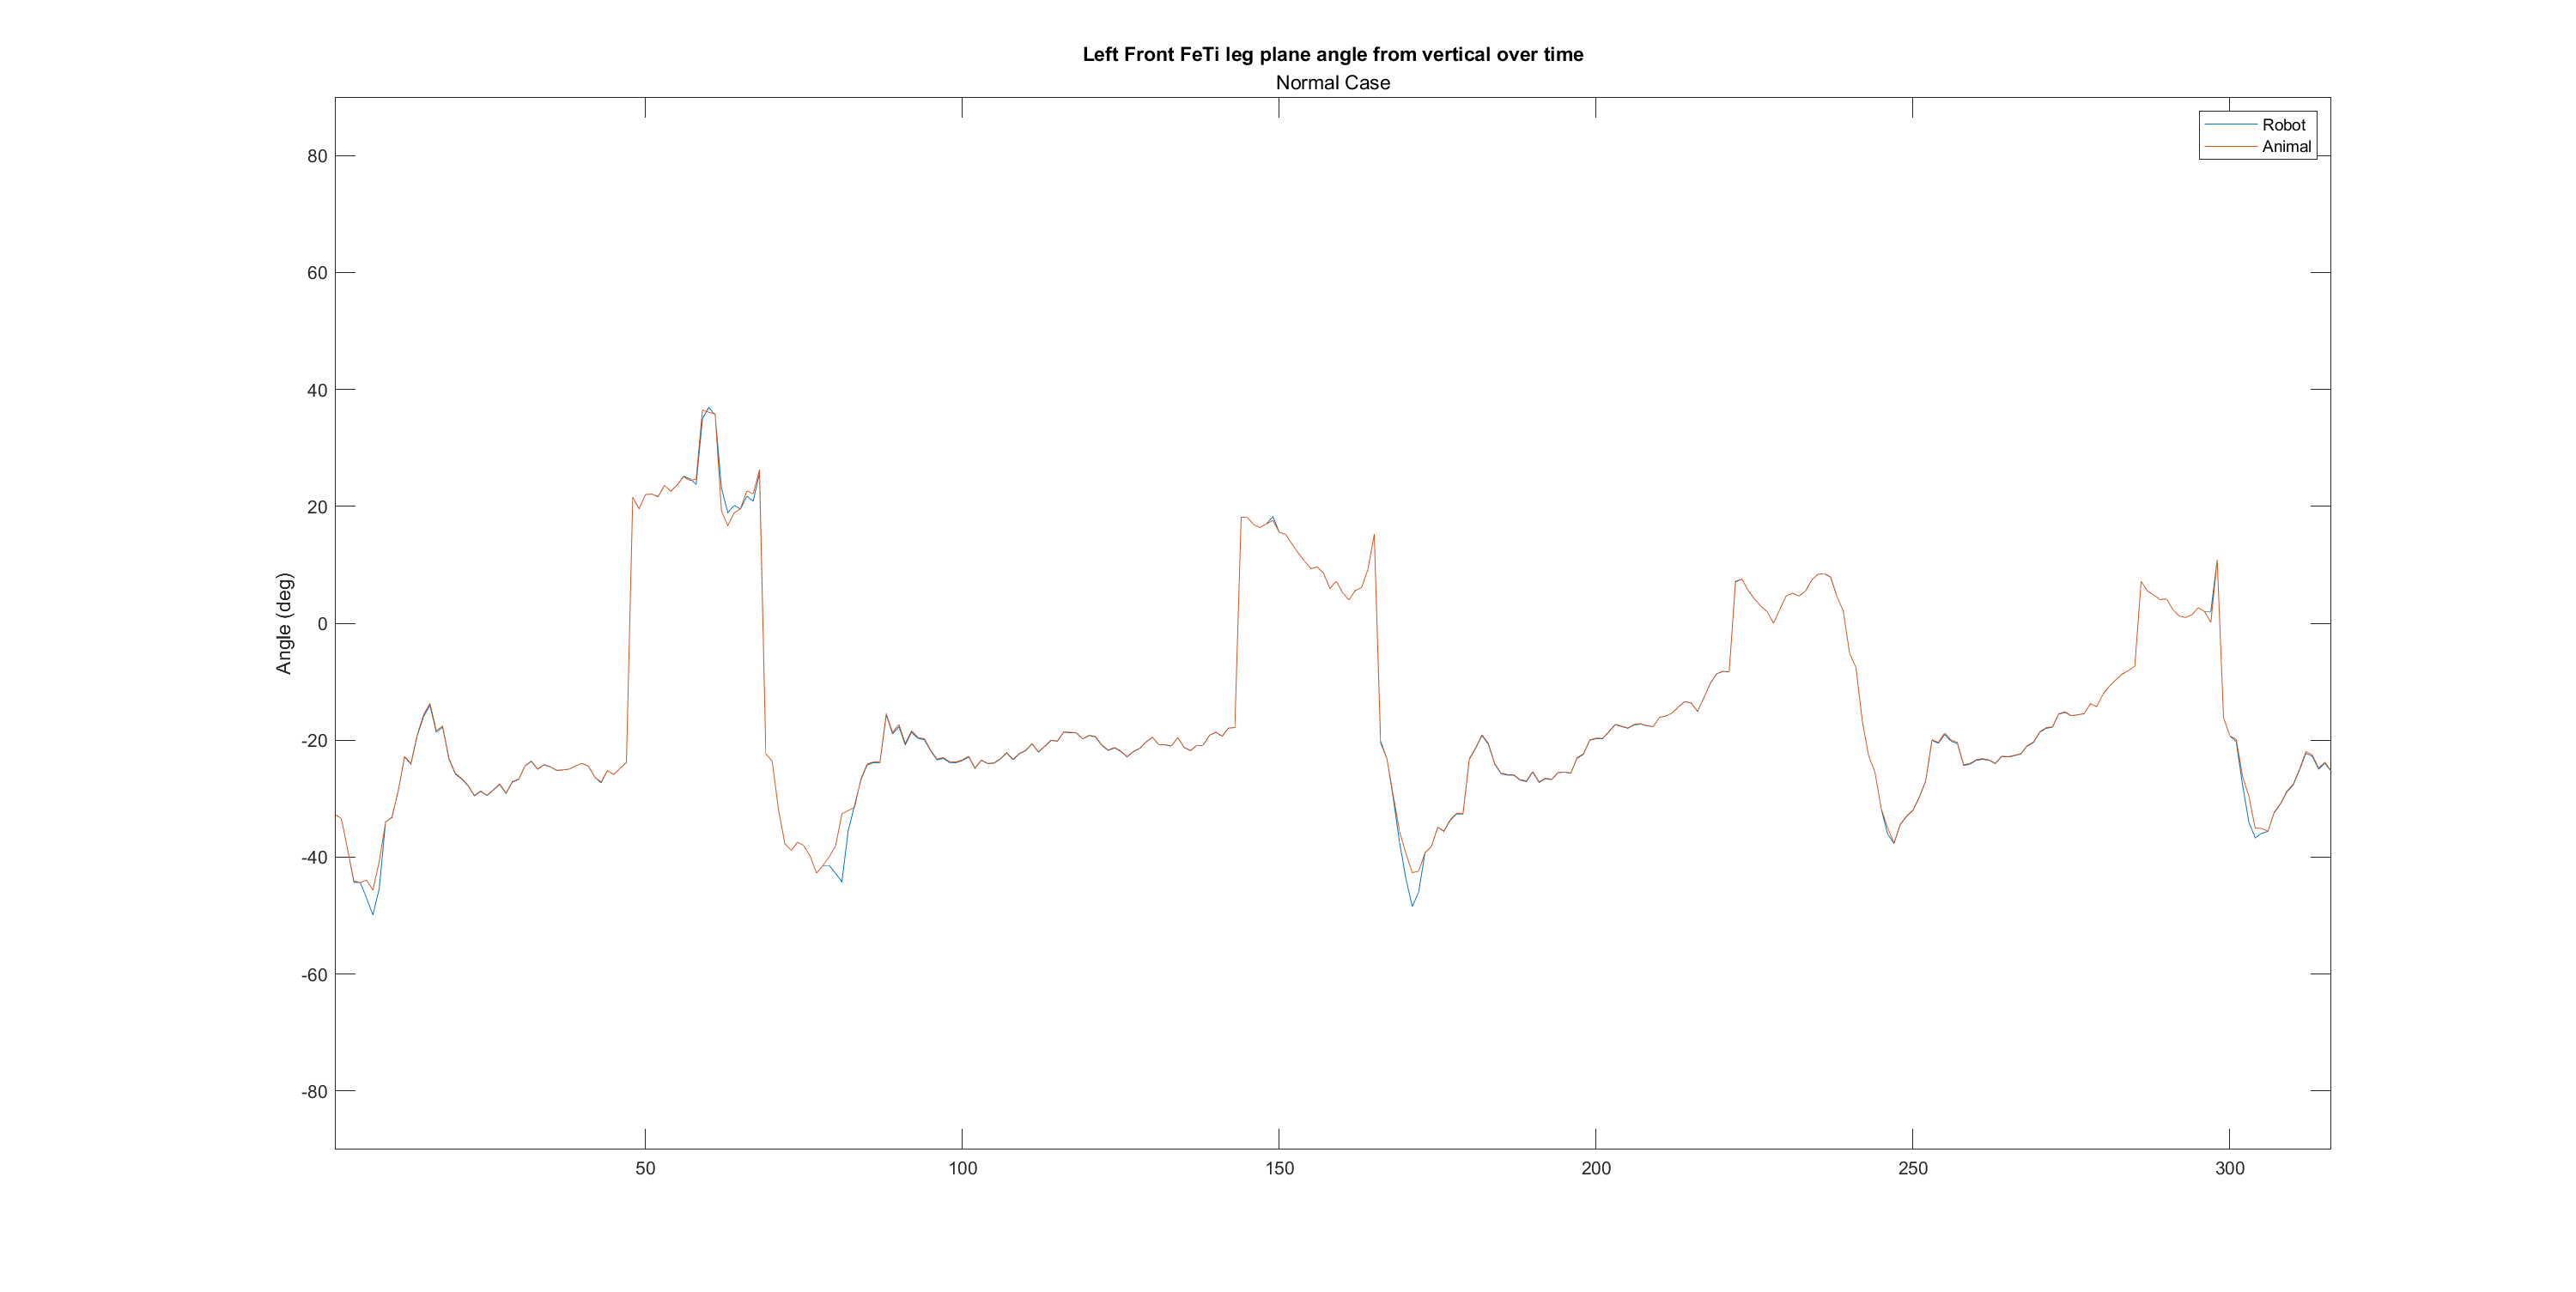 Left Front FeTi leg plane angle from vertical over time
Normal Case
Robot
Animal
Angle (deg)
80
60
40
20
0
-20
-40
-60
-80
50 100 150 200 250 300